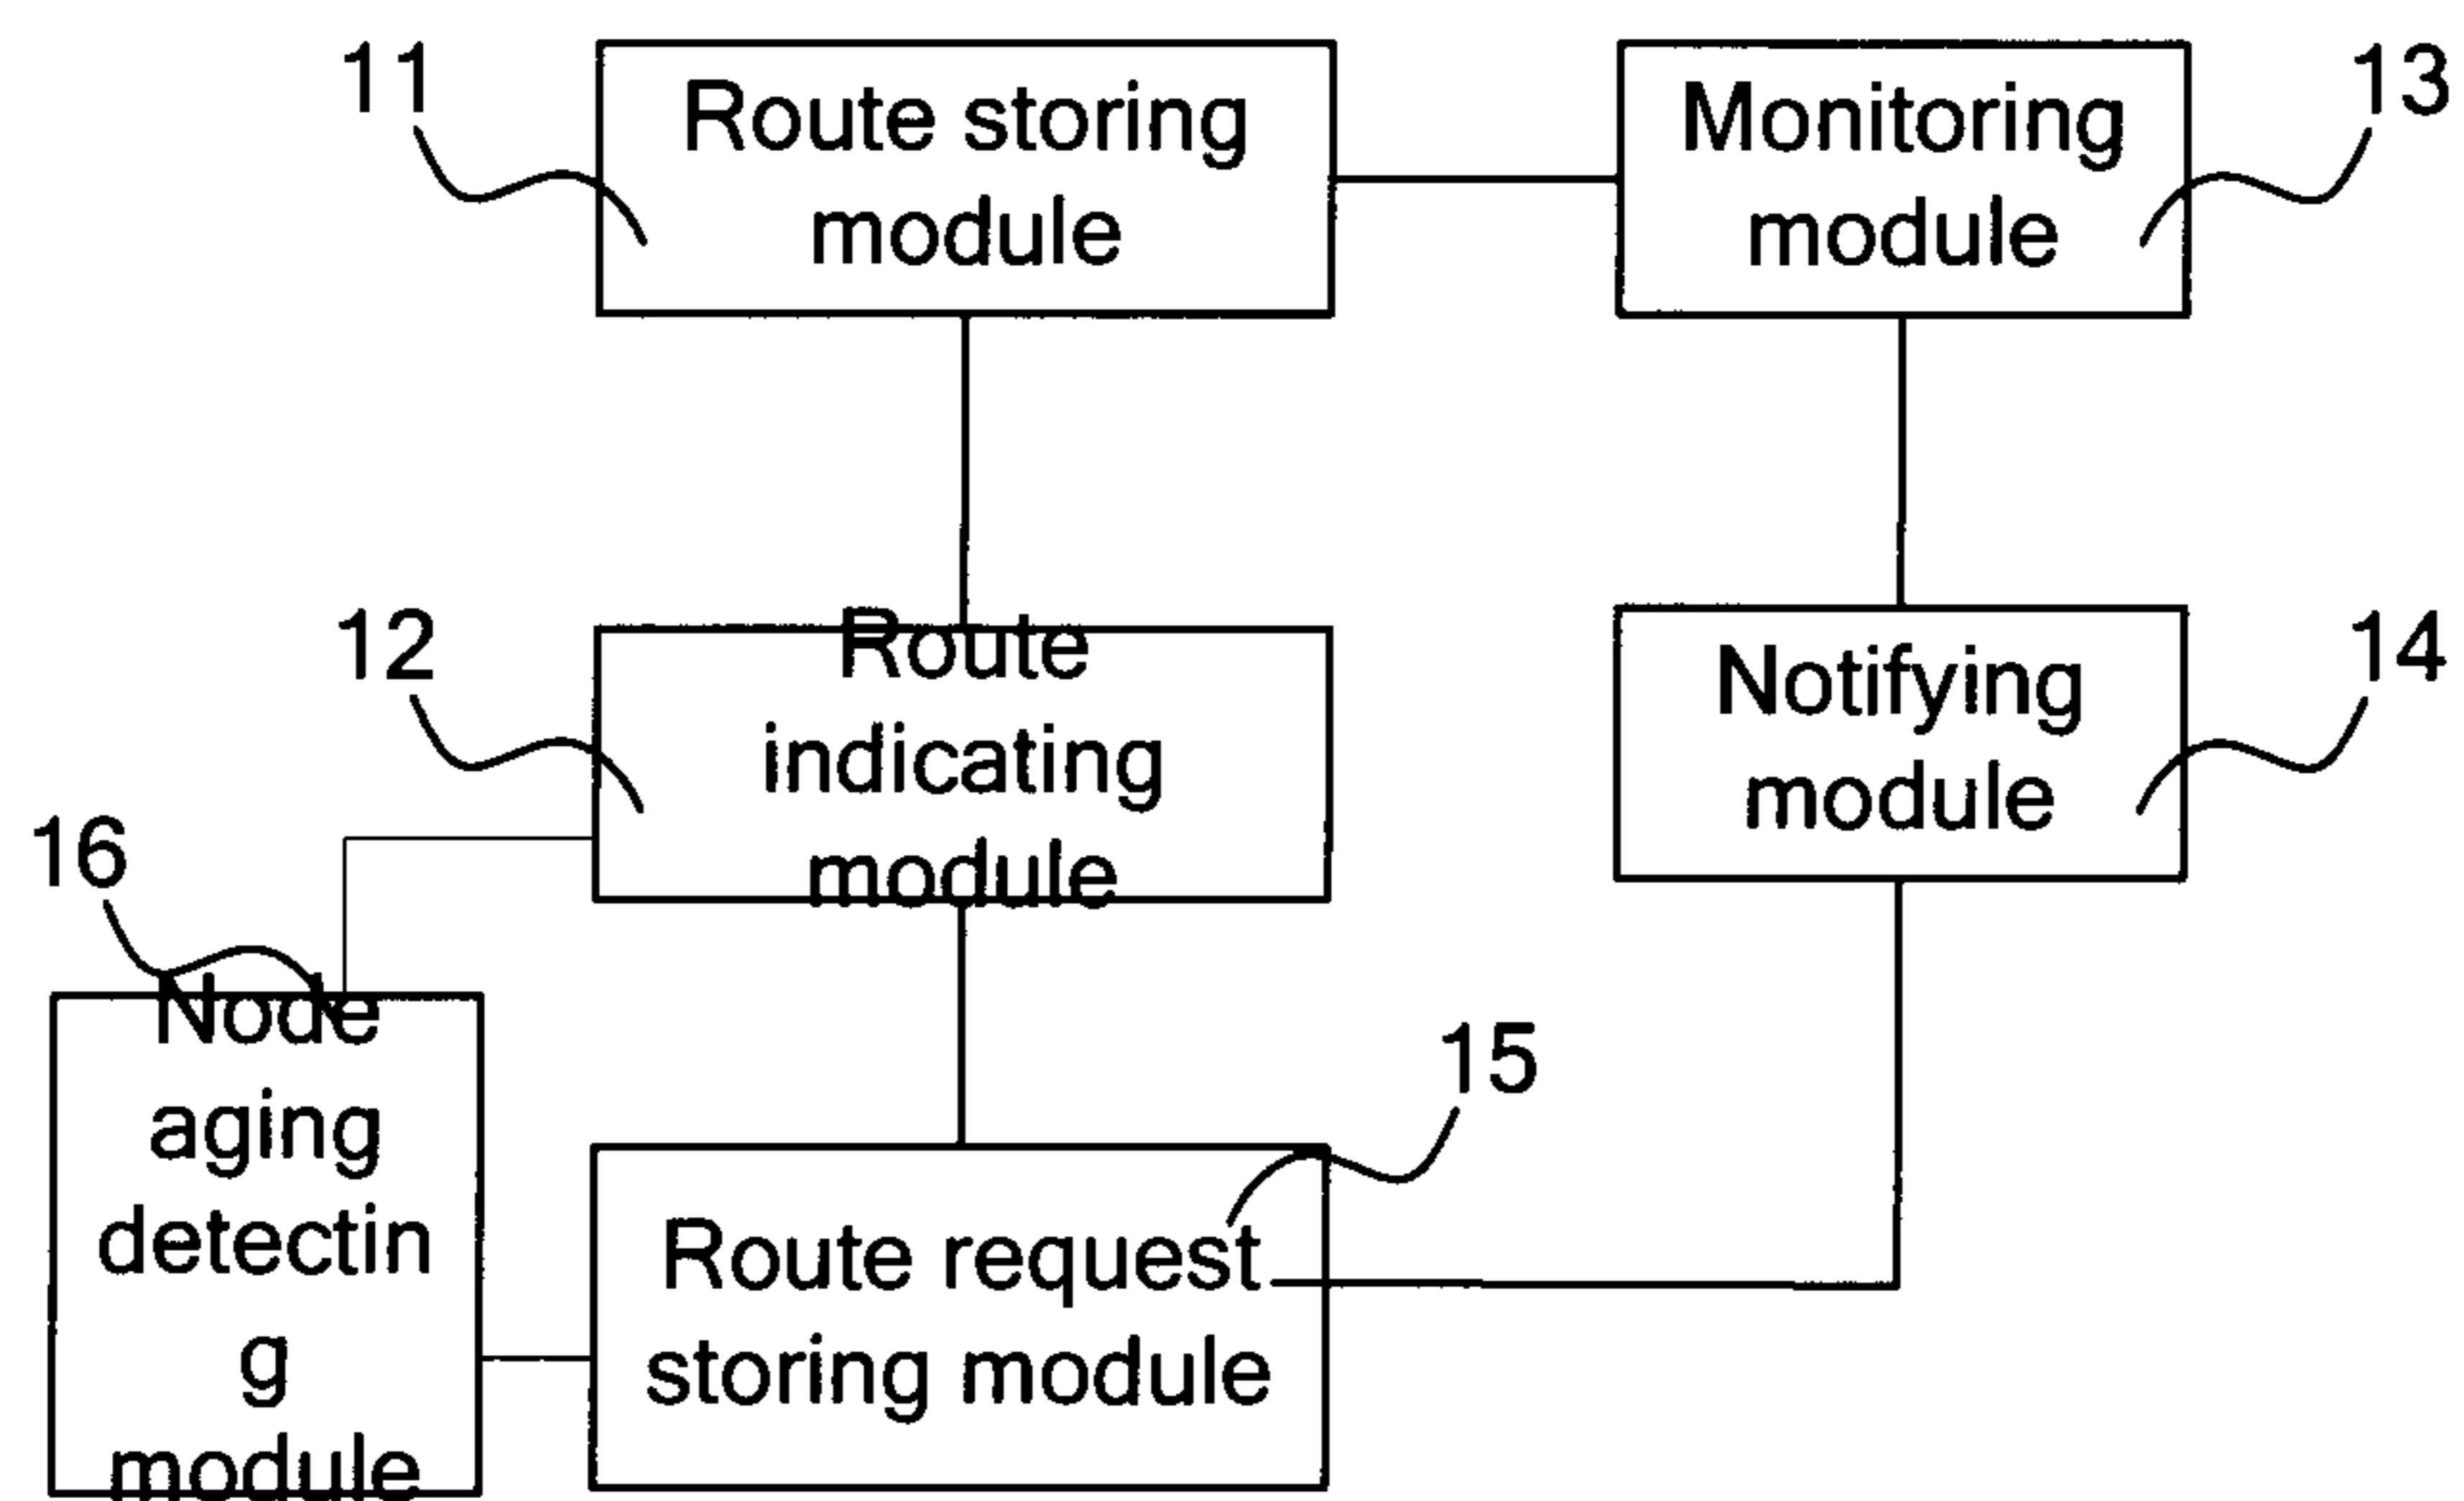 11
Route storing
module
Monitoring
module
13
12
Route
indicating
module
Notifying
module
14
16
Node
aging
detectin
g
module
15
Route request
storing module